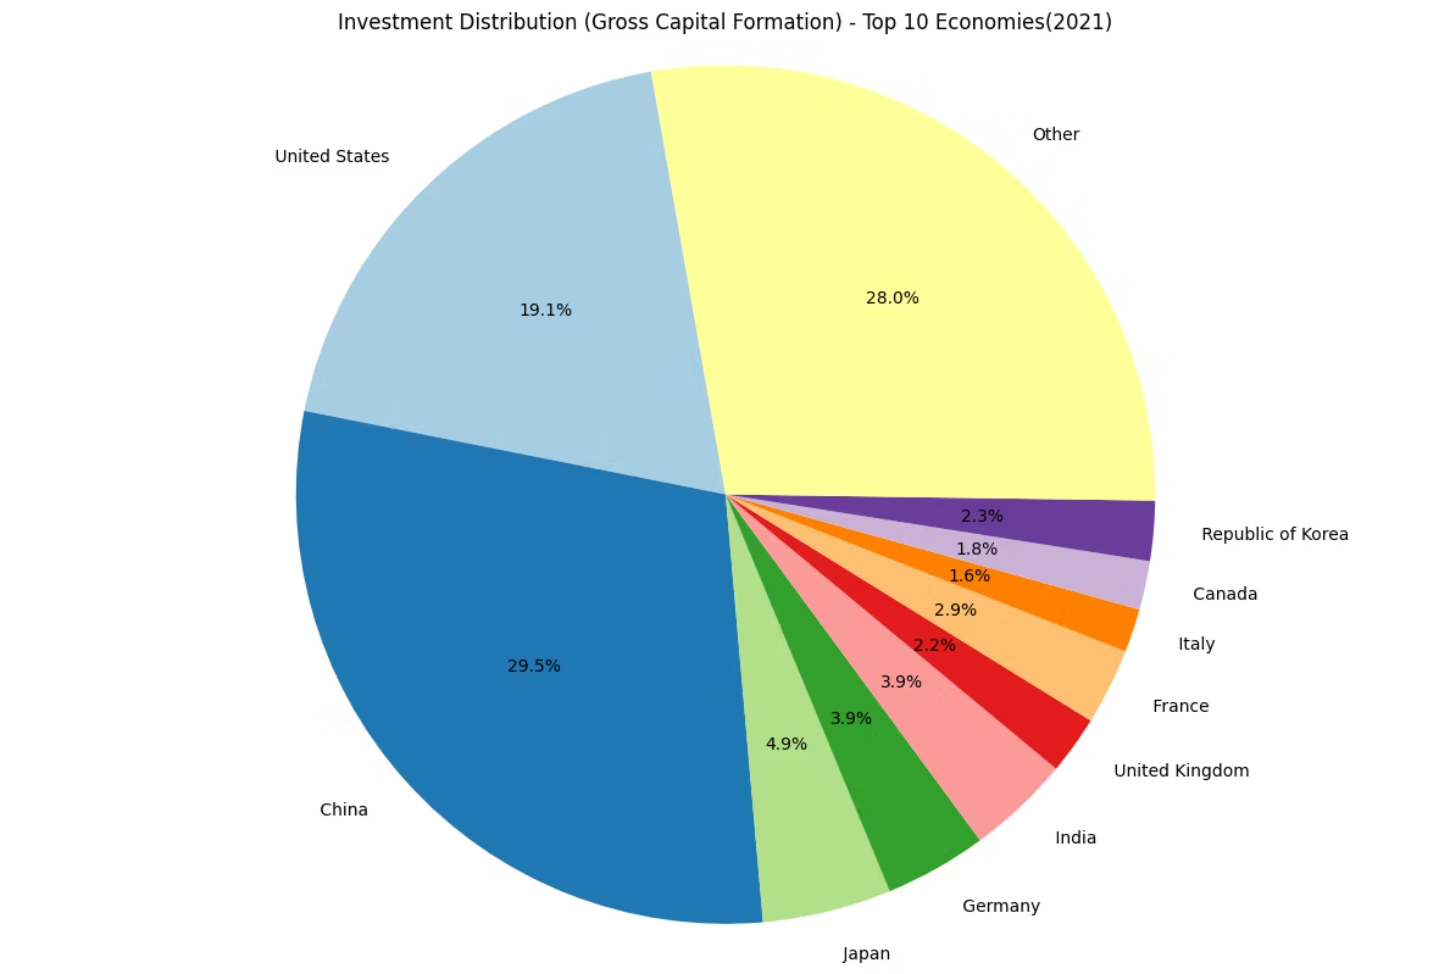 Investment Distribution (Gross Capital Formation) - Top 10 Economies(2021)
Other
United States
28.0%
19.1%
2.3%
Republic of Korea
1.8%
1.6%
Canada
2.9%
Italy
2.2%
29.5%
3.9%
France
3.9%
4.9%
United Kingdom
China
India
Germany
Japan